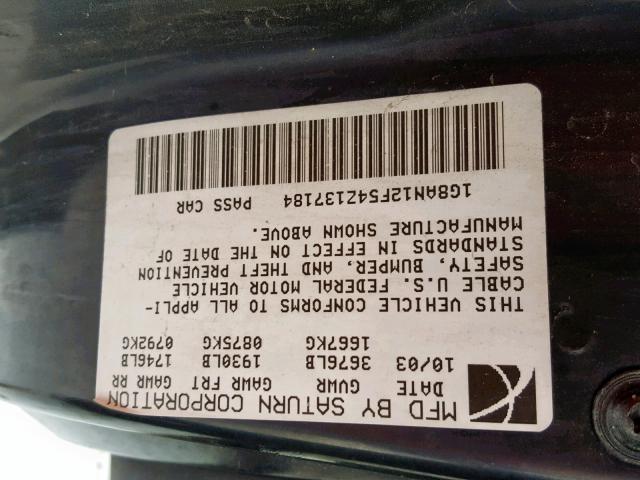 MFD BY SATURN CORPORATION
DATE GVWR GAWR FRT GAWR RR
10/03 3676LB 1930LB 1746LB
1667KG 0875KG 0792KG
THIS VEHICLE CONFORMS TO ALL APPLI-
CABLE U.S. FEDERAL MOTOR VEHICLE
SAFETY, BUMPER, AND THEFT PREVENTION
STANDARDS IN EFFECT ON THE DATE OF
MANUFACTURE SHOWN ABOVE.
1G8AN12F54Z137184 PASS CAR